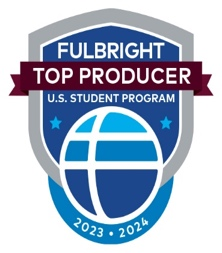 FULBRIGHT
TOP PRODUCER
U.S. STUDENT PROGRAM
2023 • 2024